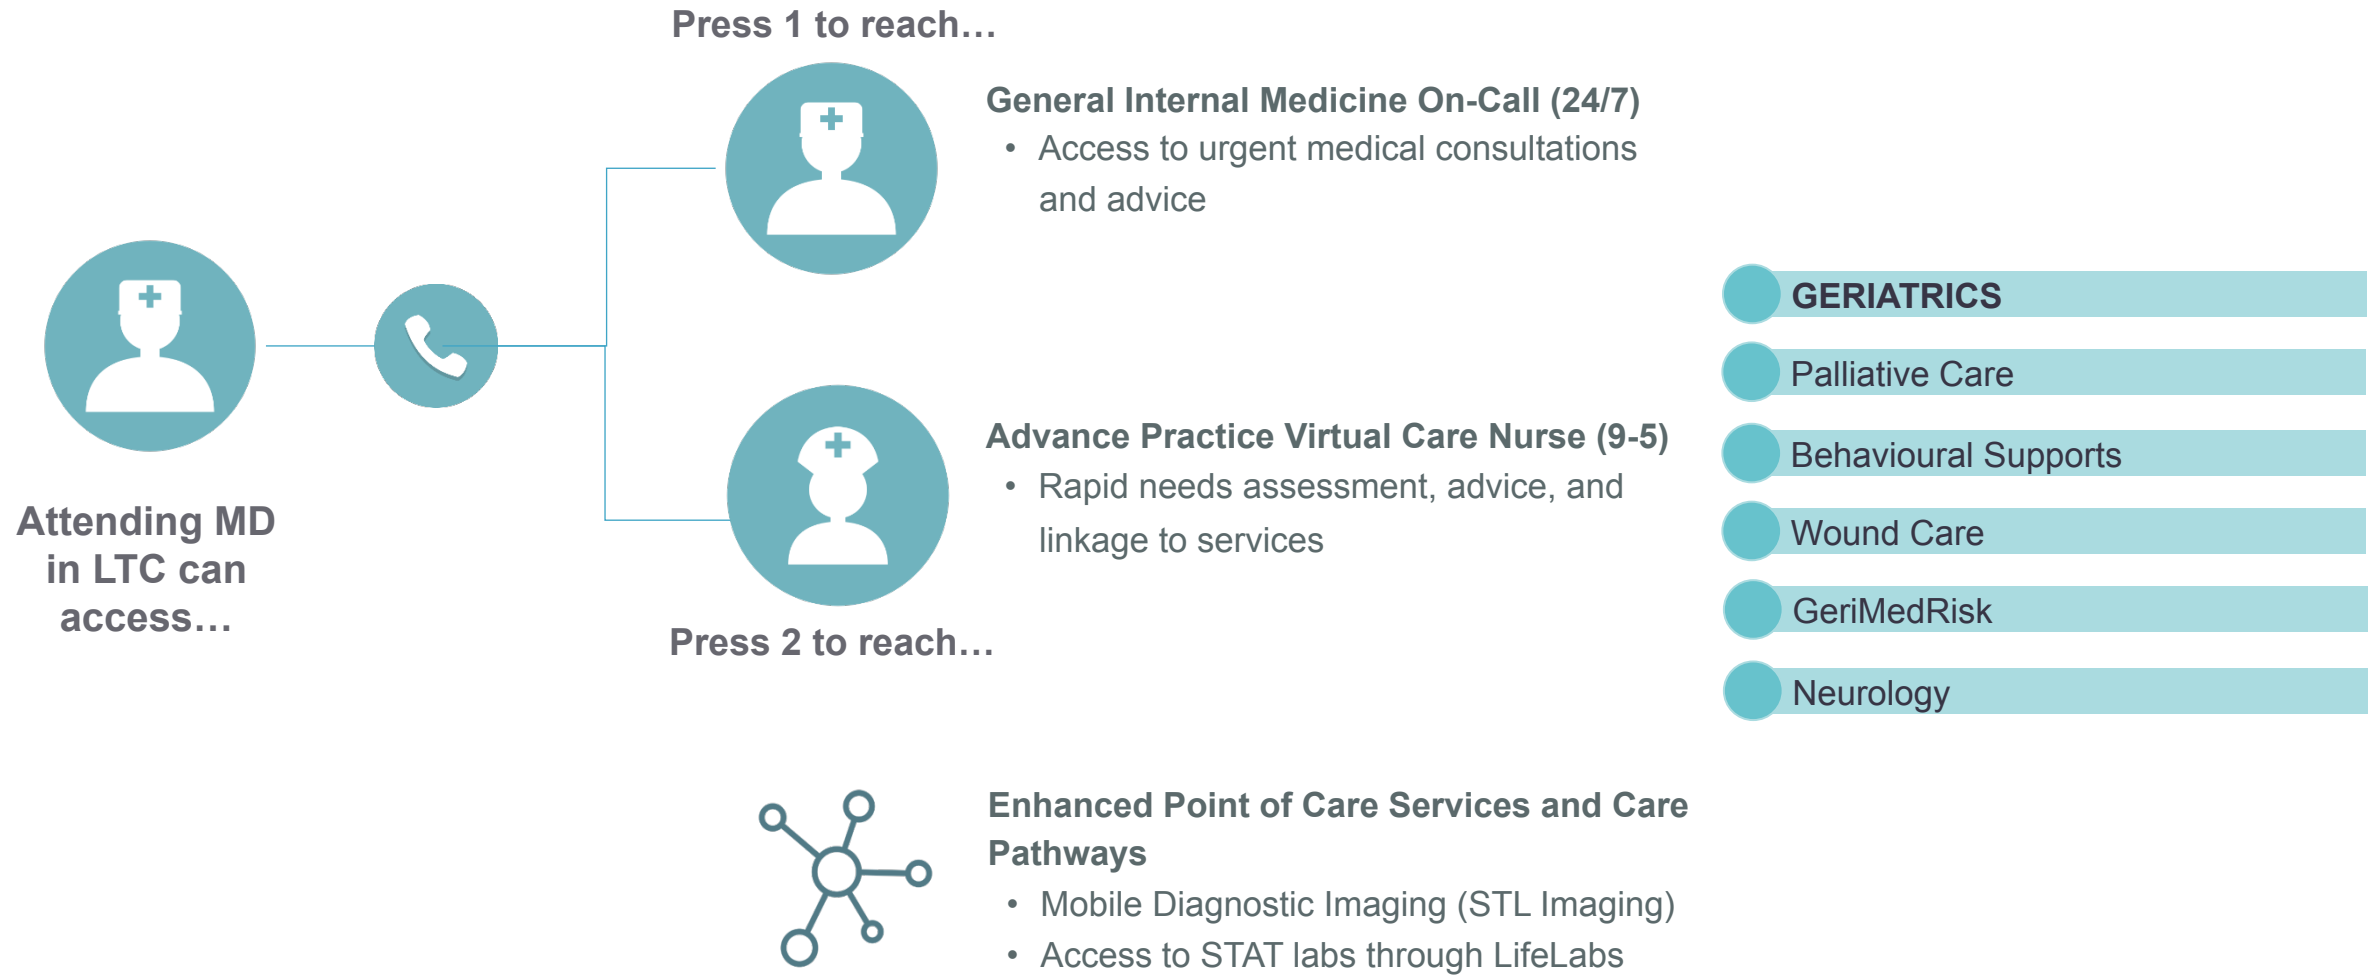 Press 1 to reach…
General Internal Medicine On-Call (24/7)
• Access to urgent medical consultations
and advice
Attending MD
in LTC can
access…
Advance Practice Virtual Care Nurse (9-5)
• Rapid needs assessment, advice, and
linkage to services
Press 2 to reach…
GERIATRICS
Palliative Care
Behavioural Supports
Wound Care
GeriMedRisk
Neurology
Enhanced Point of Care Services and Care
Pathways
• Mobile Diagnostic Imaging (STL Imaging)
• Access to STAT labs through LifeLabs